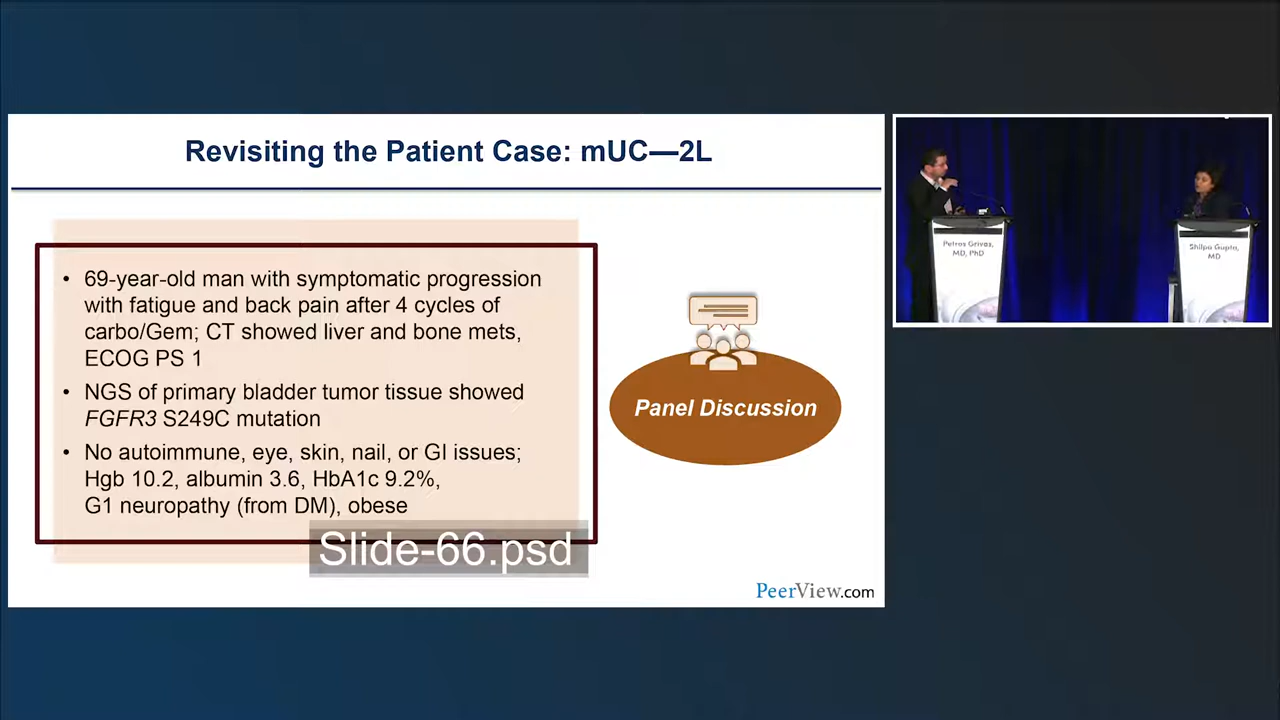 Revisiting the Patient Case: mUC—2L
• 69-year-old man with symptomatic progression
with fatigue and back pain after 4 cycles of
carbo/Gem; CT showed liver and bone mets,
ECOG PS 1
• NGS of primary bladder tumor tissue showed
FGFR3 S249C mutation
• No autoimmune, eye, skin, nail, or GI issues;
Hgb 10.2, albumin 3.6, HbA1c 9.2%,
G1 neuropathy (from DM), obese
Slide-66.psd
Panel Discussion
PeerView.com
Petros Grivas,
MD, PhD
Shilpa Gupta,
MD